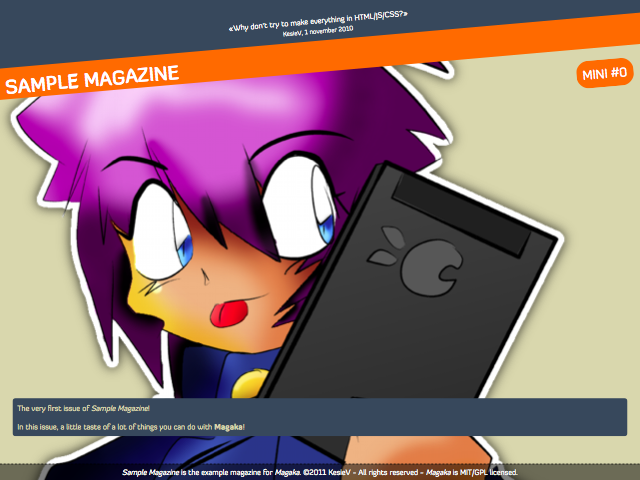 «Why don't try to make everything in HTML/JS/CSS?»
KesieV, 1 november 2010
SAMPLE MAGAZINE
MINI #0
The very first issue of Sample Magazine!
In this issue, a little taste of a lot of things you can do with Magaka!
Sample Magazine is the example magazine for Magaka. ©2011 KesieV - All rights reserved - Magaka is MIT/GPL licensed.